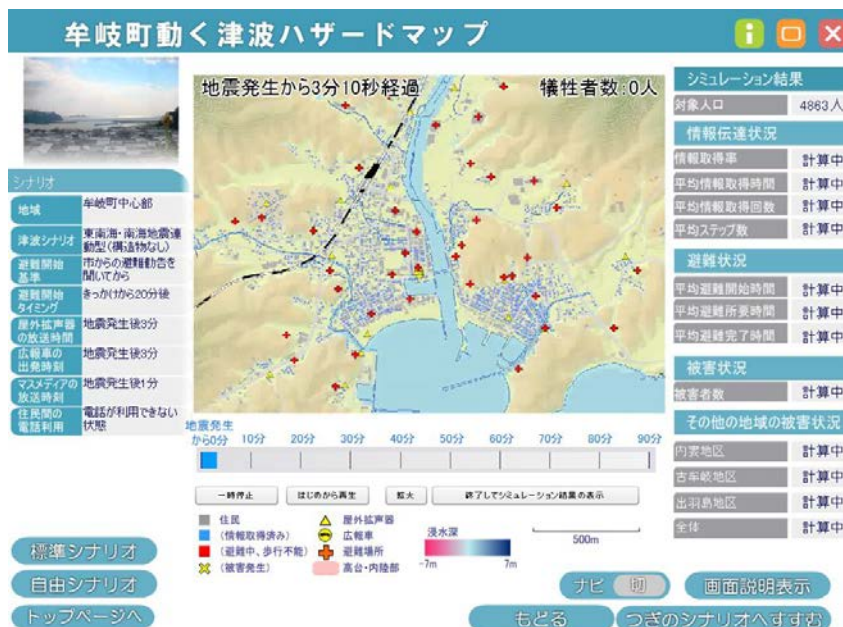 牟岐町動く津波ハザードマップ
地震発生から3分10秒経過
犠牲者数:0人
シナリオ
地域
牟岐町中心部
津波シナリオ
東南海・南海地震連
動型(構造物なし)
避難開始
基準
市からの避難勧告を
聞いてから
避難開始
タイミング
きっかけから20分後
屋外拡声器
の放送時間
地震発生後3分
広報車の
出発時刻
地震発生後3分
マスメディアの
放送時刻
地震発生後1分
住民間の
電話利用
電話が利用できない
状態
シミュレーション結果
対象人口 4863人
情報伝達状況
情報取得率 計算中
平均情報取得時間 計算中
平均情報取得回数 計算中
平均ステップ数 計算中
避難状況
平均避難開始時間 計算中
平均避難所要時間 計算中
平均避難完了時間 計算中
被害状況
被害者数 計算中
その他の地域の被害状況
内妻地区 計算中
古牟岐地区 計算中
出羽島地区 計算中
全体 計算中
地震発生
から0分 10分 20分 30分 40分 50分 60分 70分 80分 90分
一時停止
はじめから再生
拡大
終了してシミュレーション結果の表示
住民
(情報取得済み)
(避難中、歩行不能)
(被害発生)
屋外拡声器
広報車
避難場所
高台・内陸部
浸水深
-7m 7m
500m
標準シナリオ
自由シナリオ
トップページへ
ナビ 切
画面説明表示
もどる
つぎのシナリオへすすむ